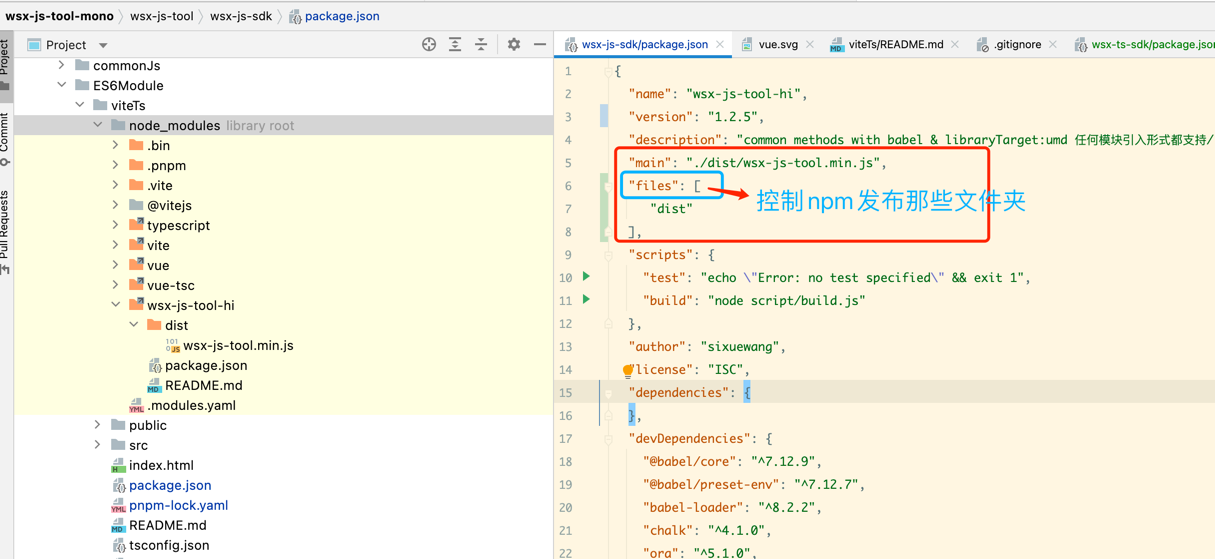 wsx-js-tool-mono wsx-js-tool wsx-js-sdk package.json
Project
wsx-js-sdk/package.json vue.svg viteTs/README.md .gitignore wsx-ts-sdk/package.json
Project
Commit
Pull Requests
commonJs
ES6Module
viteTs
node_modules library root
.bin
.pnpm
.vite
@vitejs
typescript
vite
vue
vue-tsc
wsx-js-tool-hi
dist
wsx-js-tool.min.js
package.json
README.md
.modules.yaml
public
src
index.html
package.json
pnpm-lock.yaml
README.md
tsconfig.json
1 {
2 "name": "wsx-js-tool-hi",
3 "version": "1.2.5",
4 "description": "common methods with babel & libraryTarget:umd 任何模块引入形式都支持/
5 "main": "./dist/wsx-js-tool.min.js",
6 "files": [
控制npm发布那些文件夹
7 "dist"
8 ],
9 "scripts": {
10 "test": "echo \"Error: no test specified\" && exit 1",
11 "build": "node script/build.js"
12 },
13 "author": "sixuewang",
14 "license": "ISC",
15 "dependencies": {
16 },
17 "devDependencies": {
18 "@babel/core": "^7.12.9",
19 "@babel/preset-env": "^7.12.7",
20 "babel-loader": "^8.2.2",
21 "chalk": "^4.1.0",
22 "ora": "^5.1.0",